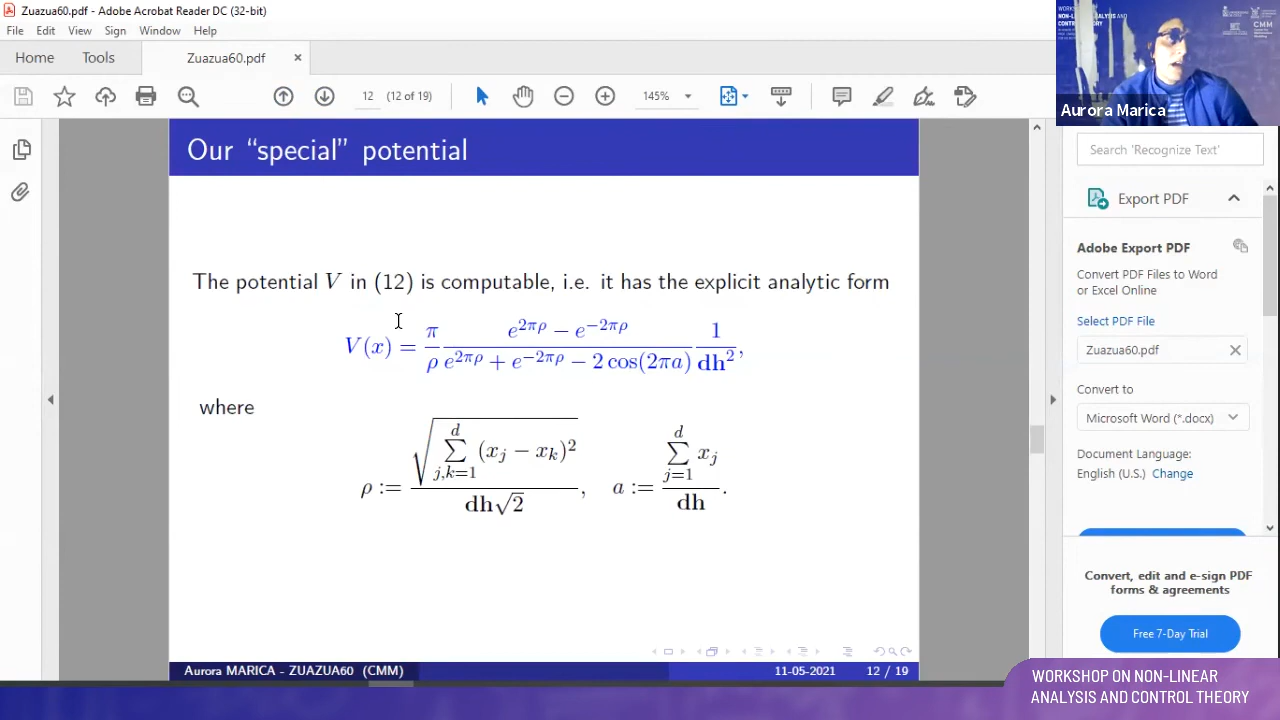 Zuazua60.pdf - Adobe Acrobat Reader DC (32-bit)
File Edit View Sign Window Help
Home Tools Zuazua60.pdf ×
12 (12 of 19) 145%
Our “special” potential
The potential V in (12) is computable, i.e. it has the explicit analytic form
V(x) = π/ρ (e^{2πρ} − e^{−2πρ})/(e^{2πρ} + e^{−2πρ} − 2 cos(2πa)) 1/dh²,
where
ρ := √(∑_{j,k=1}^{d} (x_j − x_k)²)/(dh√2), a := (∑_{j=1}^{d} x_j)/dh.
Aurora MARICA - ZUAZUA60 (CMM) 11-05-2021 12 / 19
NON-LINEAR
CONTROL THEORY
CMM
Aurora Marica
Search 'Recognize Text'
Export PDF
Adobe Export PDF
Convert PDF Files to Word
or Excel Online
Select PDF File
Zuazua60.pdf
Convert to
Microsoft Word (*.docx)
Document Language:
English (U.S.) Change
Convert, edit and e-sign PDF
forms & agreements
Free 7-Day Trial
WORKSHOP ON NON-LINEAR
ANALYSIS AND CONTROL THEORY